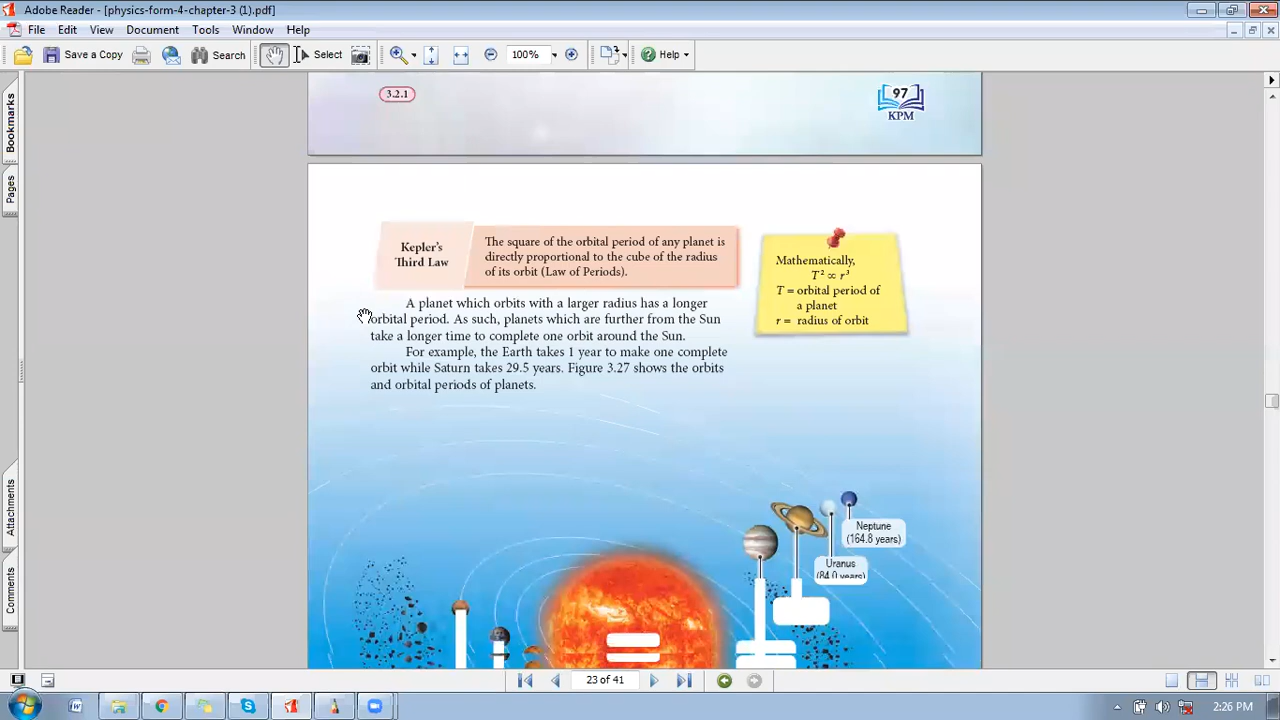 Adobe Reader - [physics-form-4-chapter-3 (1).pdf]
File Edit View Document Tools Window Help
Save a Copy Search Select 100% Help
Bookmarks
Pages
Attachments
Comments
3.2.1
97
KPM
Kepler's
Third Law
The square of the orbital period of any planet is
directly proportional to the cube of the radius
of its orbit (Law of Periods).
Mathematically,
T² ∝ r³
T = orbital period of
a planet
r = radius of orbit
A planet which orbits with a larger radius has a longer
orbital period. As such, planets which are further from the Sun
take a longer time to complete one orbit around the Sun.
For example, the Earth takes 1 year to make one complete
orbit while Saturn takes 29.5 years. Figure 3.27 shows the orbits
and orbital periods of planets.
Neptune
(164.8 years)
Uranus
(84.0 years)
23 of 41
2:26 PM